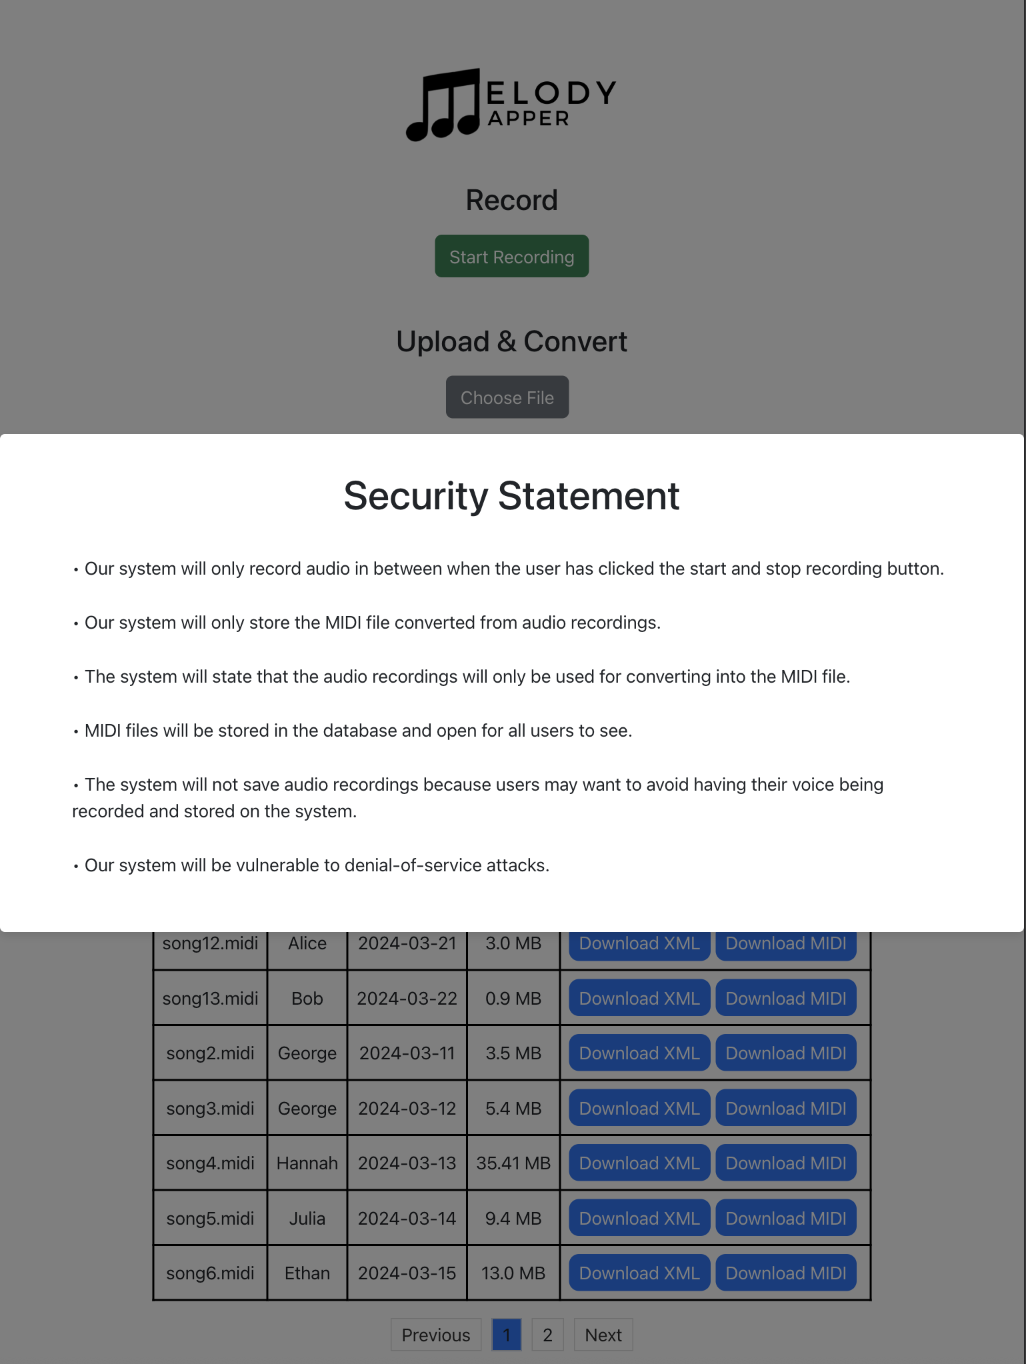 ELODY
APPER
Record
Start Recording
Upload & Convert
Choose File
Security Statement
• Our system will only record audio in between when the user has clicked the start and stop recording button.
• Our system will only store the MIDI file converted from audio recordings.
• The system will state that the audio recordings will only be used for converting into the MIDI file.
• MIDI files will be stored in the database and open for all users to see.
• The system will not save audio recordings because users may want to avoid having their voice being
recorded and stored on the system.
• Our system will be vulnerable to denial-of-service attacks.
song12.midi Alice 2024-03-21 3.0 MB Download XML Download MIDI
song13.midi Bob 2024-03-22 0.9 MB Download XML Download MIDI
song2.midi George 2024-03-11 3.5 MB Download XML Download MIDI
song3.midi George 2024-03-12 5.4 MB Download XML Download MIDI
song4.midi Hannah 2024-03-13 35.41 MB Download XML Download MIDI
song5.midi Julia 2024-03-14 9.4 MB Download XML Download MIDI
song6.midi Ethan 2024-03-15 13.0 MB Download XML Download MIDI
Previous 1 2 Next